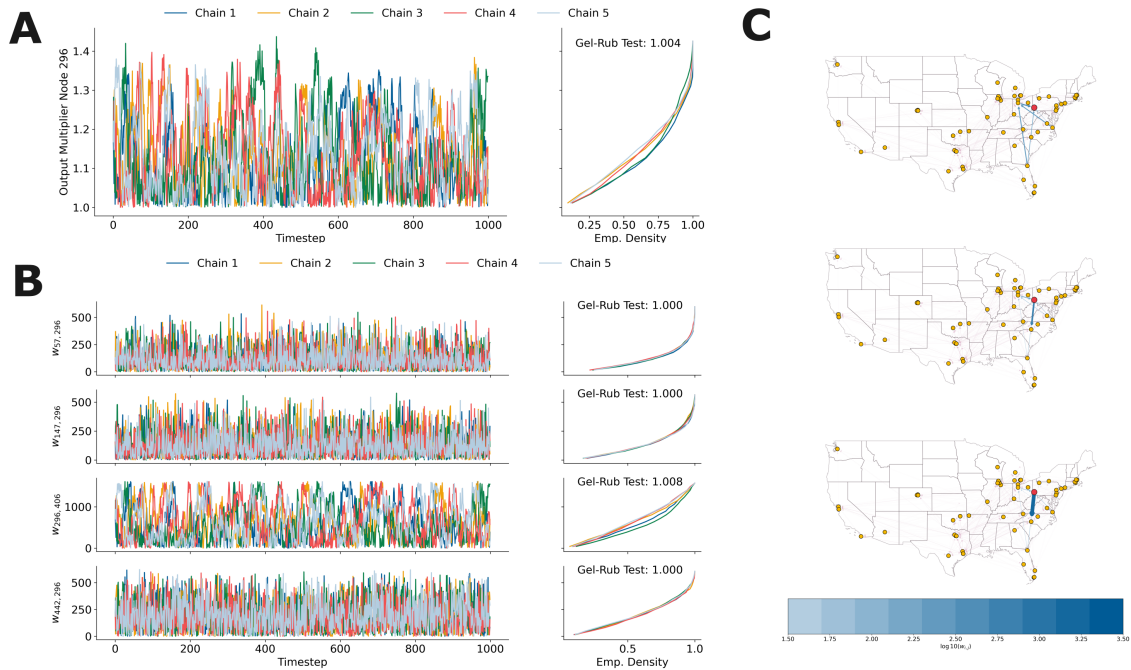 A
Chain 1 Chain 2 Chain 3 Chain 4 Chain 5
Output Multiplier Node 296
1.4
1.3
1.2
1.1
1.0
0 200 400 600 800 1000
Timestep
Gel-Rub Test: 1.004
0.25 0.50 0.75 1.00
Emp. Density
B
Chain 1 Chain 2 Chain 3 Chain 4 Chain 5
w57,296
500
250
0
Gel-Rub Test: 1.000
w147,296
500
250
0
Gel-Rub Test: 1.000
w296,406
1000
0
Gel-Rub Test: 1.008
w442,296
500
250
0
Gel-Rub Test: 1.000
0 200 400 600 800 1000
Timestep
0.5 1.0
Emp. Density
C
1.50 1.75 2.00 2.25 2.50 2.75 3.00 3.25 3.50
log10(wi,j)